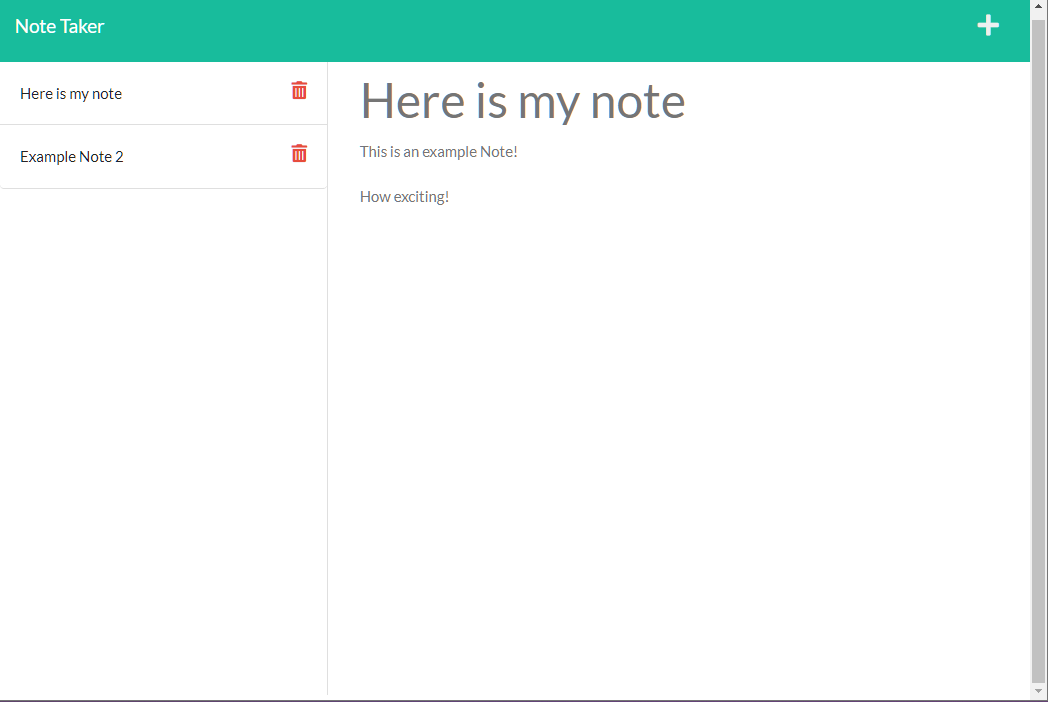 Note Taker
Here is my note
Example Note 2
Here is my note
This is an example Note!
How exciting!